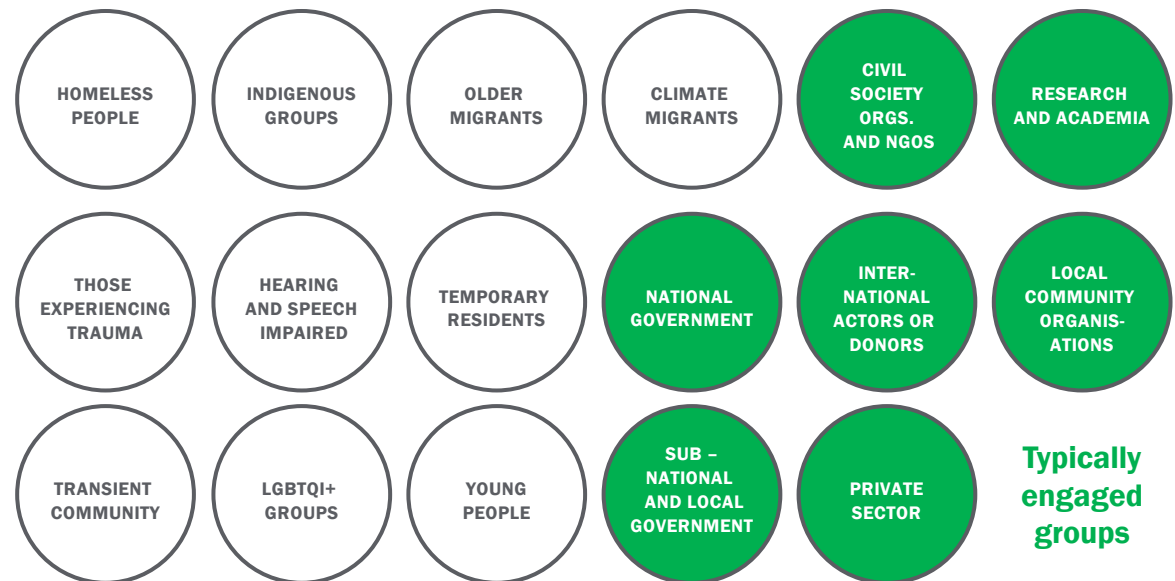 HOMELESS
PEOPLE
INDIGENOUS
GROUPS
OLDER
MIGRANTS
CLIMATE
MIGRANTS
CIVIL
SOCIETY
ORGS.
AND NGOS
RESEARCH
AND ACADEMIA
THOSE
EXPERIENCING
TRAUMA
HEARING
AND SPEECH
IMPAIRED
TEMPORARY
RESIDENTS
NATIONAL
GOVERNMENT
INTER-
NATIONAL
ACTORS OR
DONORS
LOCAL
COMMUNITY
ORGANIS-
ATIONS
TRANSIENT
COMMUNITY
LGBTQI+
GROUPS
YOUNG
PEOPLE
SUB –
NATIONAL
AND LOCAL
GOVERNMENT
PRIVATE
SECTOR
Typically
engaged
groups